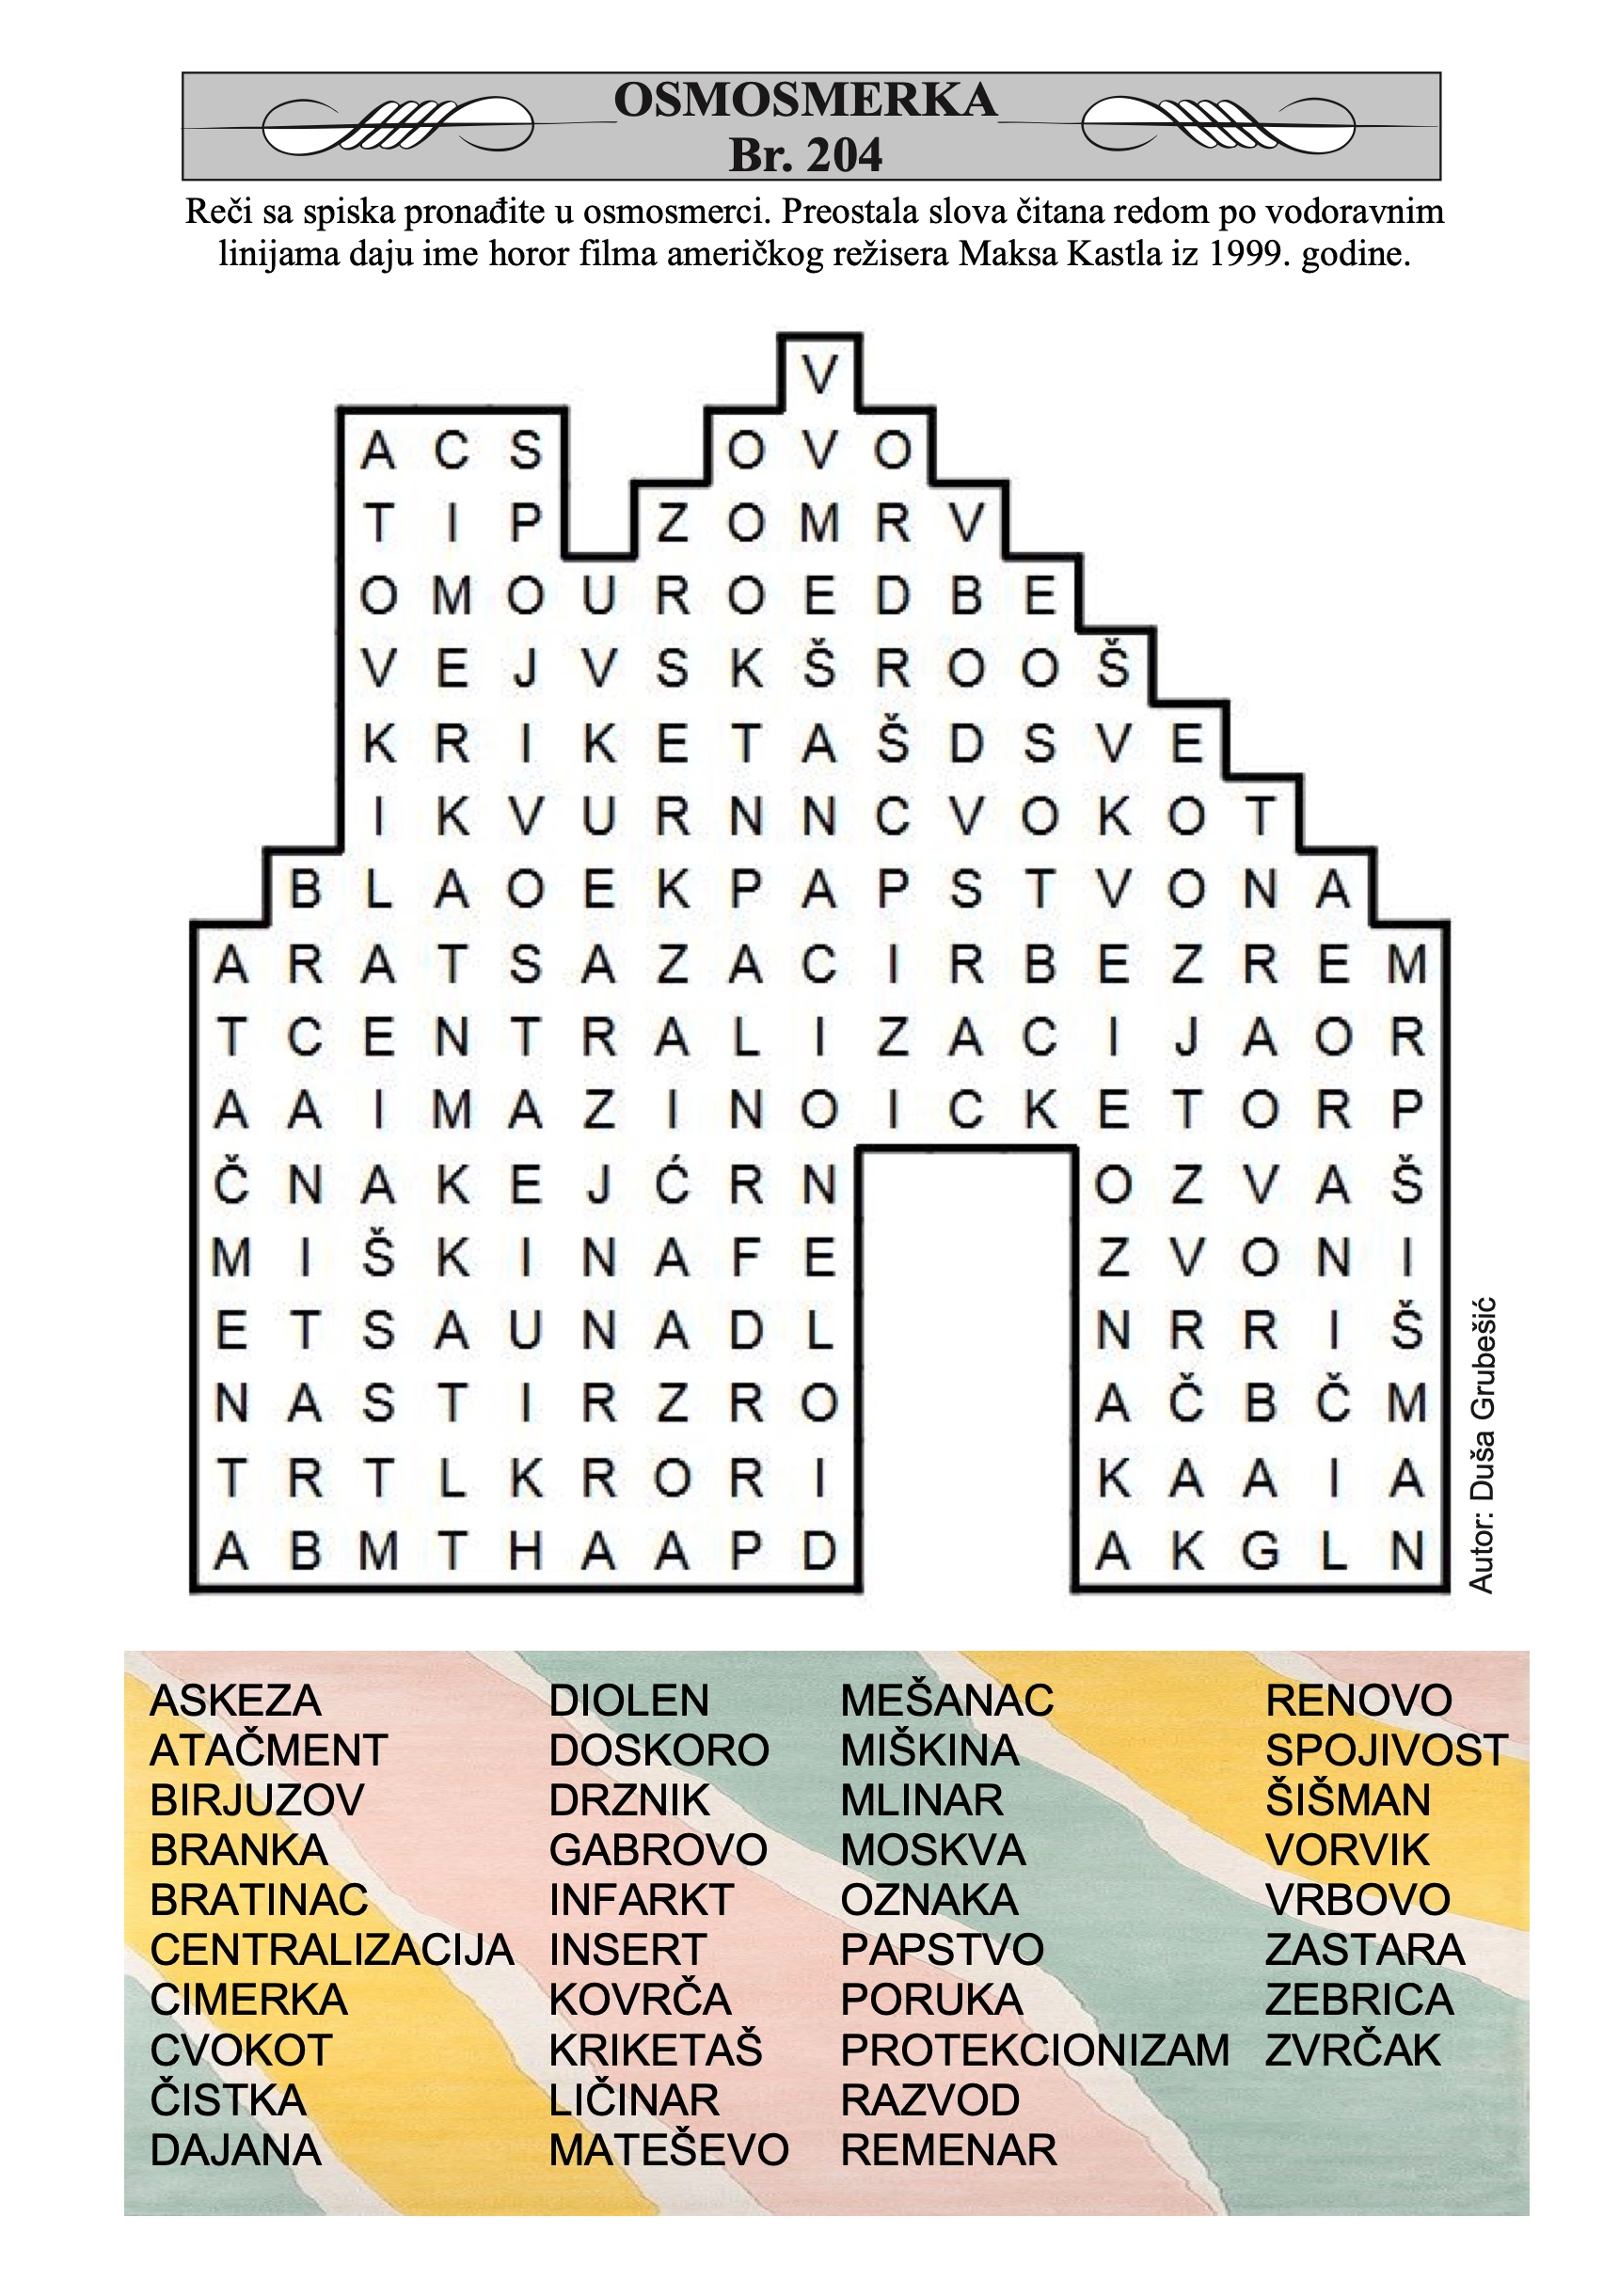 OSMOSMERKA
Br. 204
Reči sa spiska pronađite u osmosmerci. Preostala slova čitana redom po vodoravnim
linijama daju ime horor filma američkog režisera Maksa Kastla iz 1999. godine.
V
A C S O V O
T I P Z O M R V
O M O U R O E D B E
V E J V S K Š R O O Š
K R I K E T A Š D S V E
I K V U R N N C V O K O T
B L A O E K P A P S T V O N A
A R A T S A Z A C I R B E Z R E M
T C E N T R A L I Z A C I J A O R
A A I M A Z I N O I C K E T O R P
Č N A K E J Ć R N O Z V A Š
M I Š K I N A F E Z V O N I
E T S A U N A D L N R R I Š
N A S T I R Z R O A Č B Č M
T R T L K R O R I K A A I A
A B M T H A A P D A K G L N
Autor: Duša Grubešić
ASKEZA DIOLEN MEŠANAC RENOVO
ATAČMENT DOSKORO MIŠKINA SPOJIVOST
BIRJUZOV DRZNIK MLINAR ŠIŠMAN
BRANKA GABROVO MOSKVA VORVIK
BRATINAC INFARKT OZNAKA VRBOVO
CENTRALIZACIJA INSERT PAPSTVO ZASTARA
CIMERKA KOVRČA PORUKA ZEBRICA
CVOKOT KRIKETAŠ PROTEKCIONIZAM ZVRČAK
ČISTKA LIČINAR RAZVOD
DAJANA MATEŠEVO REMENAR